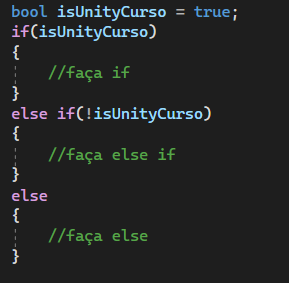 bool isUnityCurso = true;
if(isUnityCurso)
{
    //faça if
}
else if(!isUnityCurso)
{
    //faça else if
}
else
{
    //faça else
}